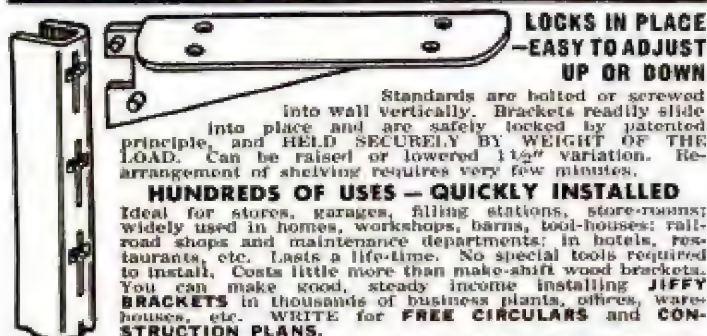 LOCKS IN PLACE
—EASY TO ADJUST
UP OR DOWN
Standards are bolted or screwed
into wall vertically. Brackets readily slide
into place and are safely locked by patented
principle, and HELD SECURELY BY WEIGHT OF THE
LOAD. Can be raised or lowered 1½" variation. Re-
arrangement of shelving requires very few minutes.
HUNDREDS OF USES — QUICKLY INSTALLED
Ideal for stores, garages, filling stations, store-rooms;
widely used in homes, workshops, barns, tool-houses; rail-
road shops and maintenance departments; in hotels, res-
taurants, etc. Lasts a life-time. No special tools required
to install. Costs little more than make-shift wood brackets.
You can make good, steady income installing JIFFY
BRACKETS in thousands of business plants, offices, ware-
houses, etc. WRITE for FREE CIRCULARS and CON-
STRUCTION PLANS.